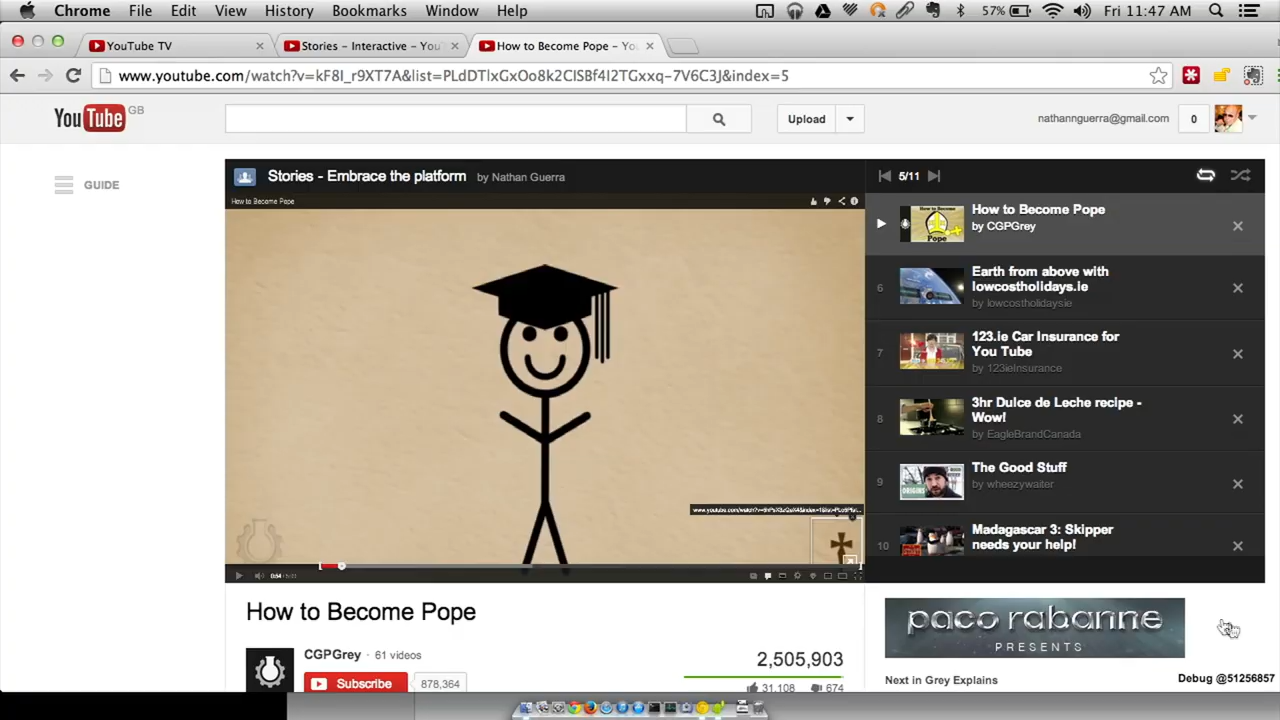 Chrome File Edit View History Bookmarks Window Help 57% Fri 11:47 AM
YouTube TV Stories – Interactive – You How to Become Pope – Yo
www.youtube.com/watch?v=kF8I_r9XT7A&list=PLdDTlxGxOo8k2ClSBf4I2TGxxq-7V6C3J&index=5
YouTube GB Upload nathannguerra@gmail.com 0
GUIDE
Stories - Embrace the platform by Nathan Guerra 5/11
How to Become Pope
How to Become Pope
by CGPGrey
6 Earth from above with
lowcostholidays.ie
by lowcostholidaysie
7 123.ie Car Insurance for
You Tube
by 123ieInsurance
8 3hr Dulce de Leche recipe -
Wow!
by EagleBrandCanada
9 The Good Stuff
by wheezywaiter
10 Madagascar 3: Skipper
needs your help!
How to Become Pope
CGPGrey · 61 videos
Subscribe 878,364
2,505,903
31,108 674
paco rabanne
PRESENTS
Next in Grey Explains
Debug @51256857